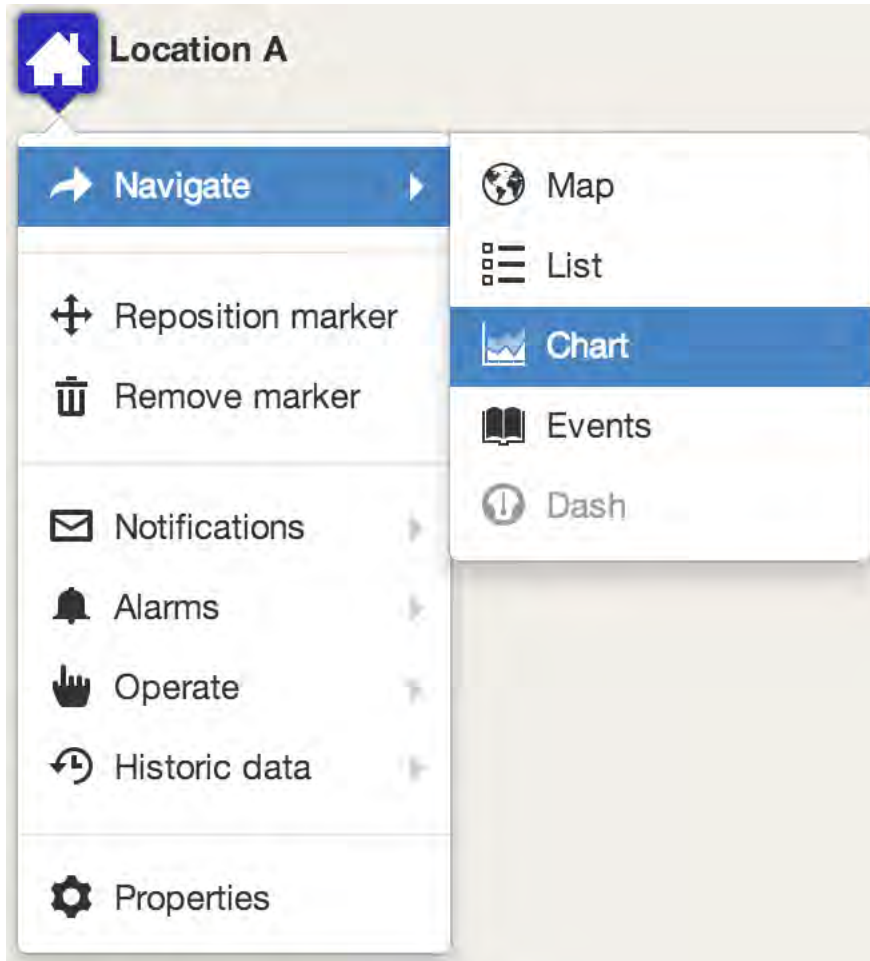 Location A
Navigate
Reposition marker
Remove marker
Notifications
Alarms
Operate
Historic data
Properties
Map
List
Chart
Events
Dash